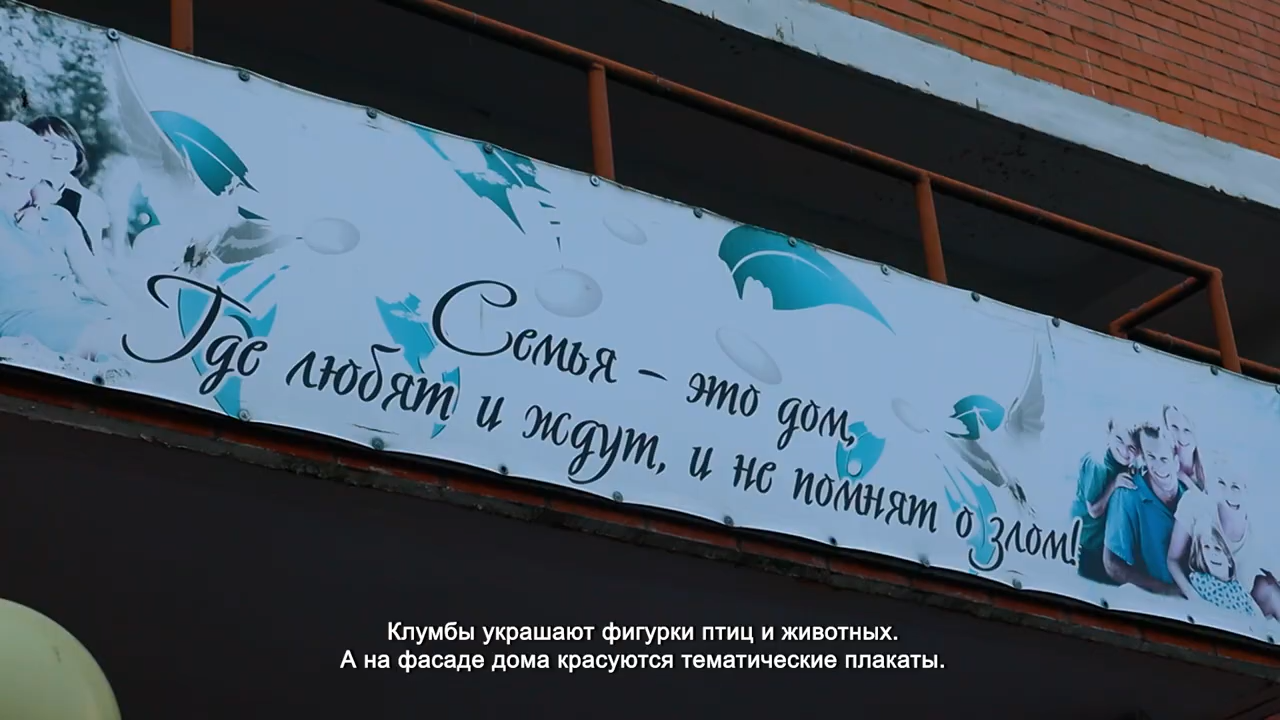 Семья – это дом,
Где любят и ждут, и не помнят о злом!
Клумбы украшают фигурки птиц и животных.
А на фасаде дома красуются тематические плакаты.